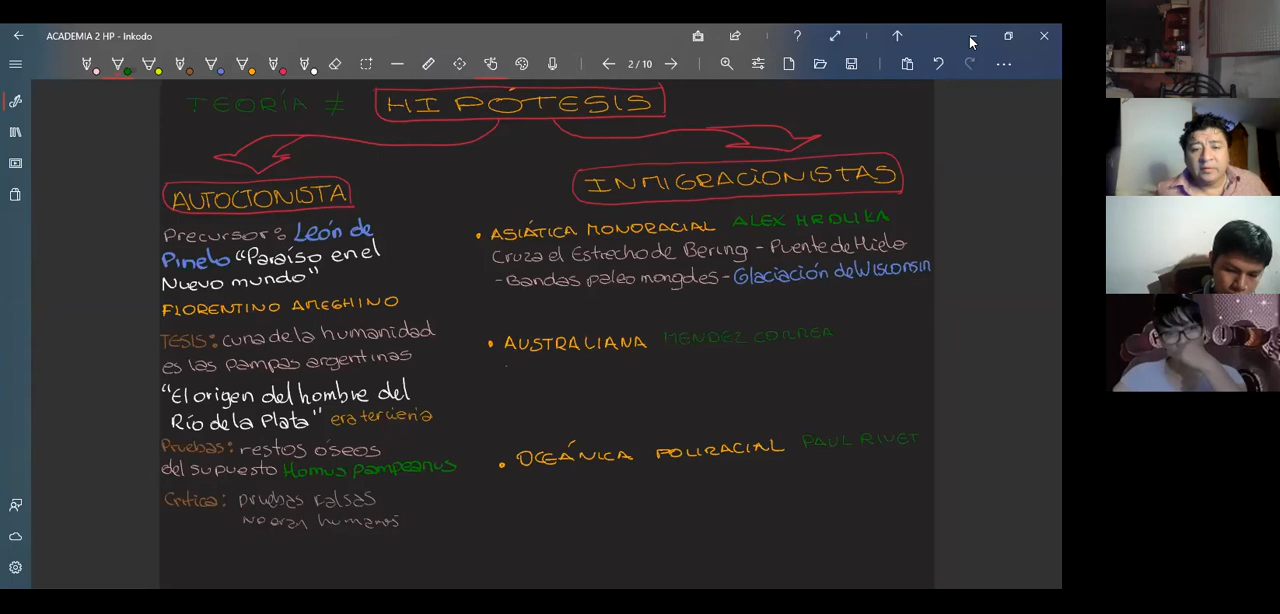 ACADEMIA 2 HP - Inkodo
2/10
TEORÍA ≠ HIPÓTESIS
AUTOCTONISTA
Precursor: León de
Pinelo "Paraíso en el
Nuevo mundo"
FLORENTINO AMEGHINO
TESIS: cuna de la humanidad
es las pampas argentinas
"El origen del hombre del
Río de la Plata" era terciaria
Pruebas: restos óseos
del supuesto Homus pampeanus
Critica: pruebas falsas
no eran humanos
INMIGRACIONISTAS
• ASIÁTICA MONORACIAL ALEX HRDLIKA
Cruza el Estrecho de Bering - Puente de Hielo
- Bandas paleo mongdes - Glaciación de Wisconsin
• AUSTRALIANA MENDEZ CORREA
• OCEÁNICA POLIRACIAL PAUL RIVET